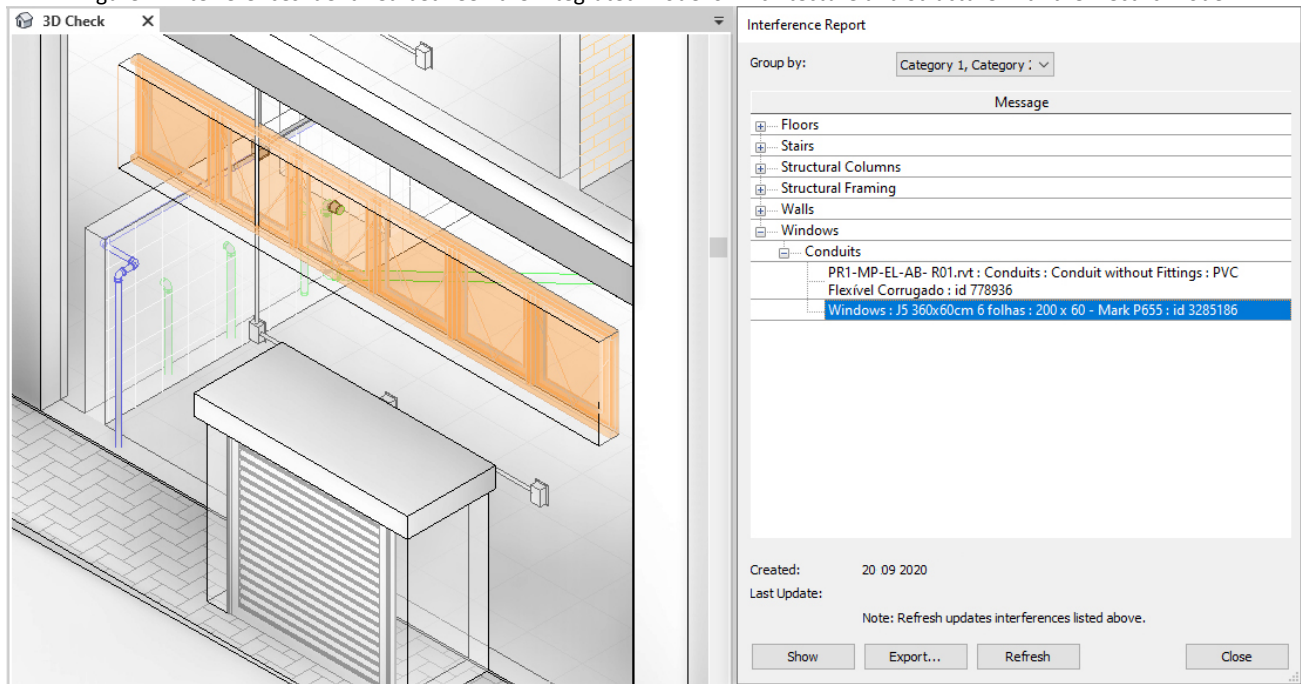 3D Check
Interference Report
Group by:
Category 1, Category
Message
Floors
Stairs
Structural Columns
Structural Framing
Walls
Windows
Conduits
PR1-MP-EL-AB- R01.rvt : Conduits : Conduit without Fittings : PVC
Flexível Corrugado : id 778936
Windows : J5 360x60cm 6 folhas : 200 x 60 - Mark P655 : id 3285186
Created:
20 09 2020
Last Update:
Note: Refresh updates interferences listed above.
Show
Export...
Refresh
Close